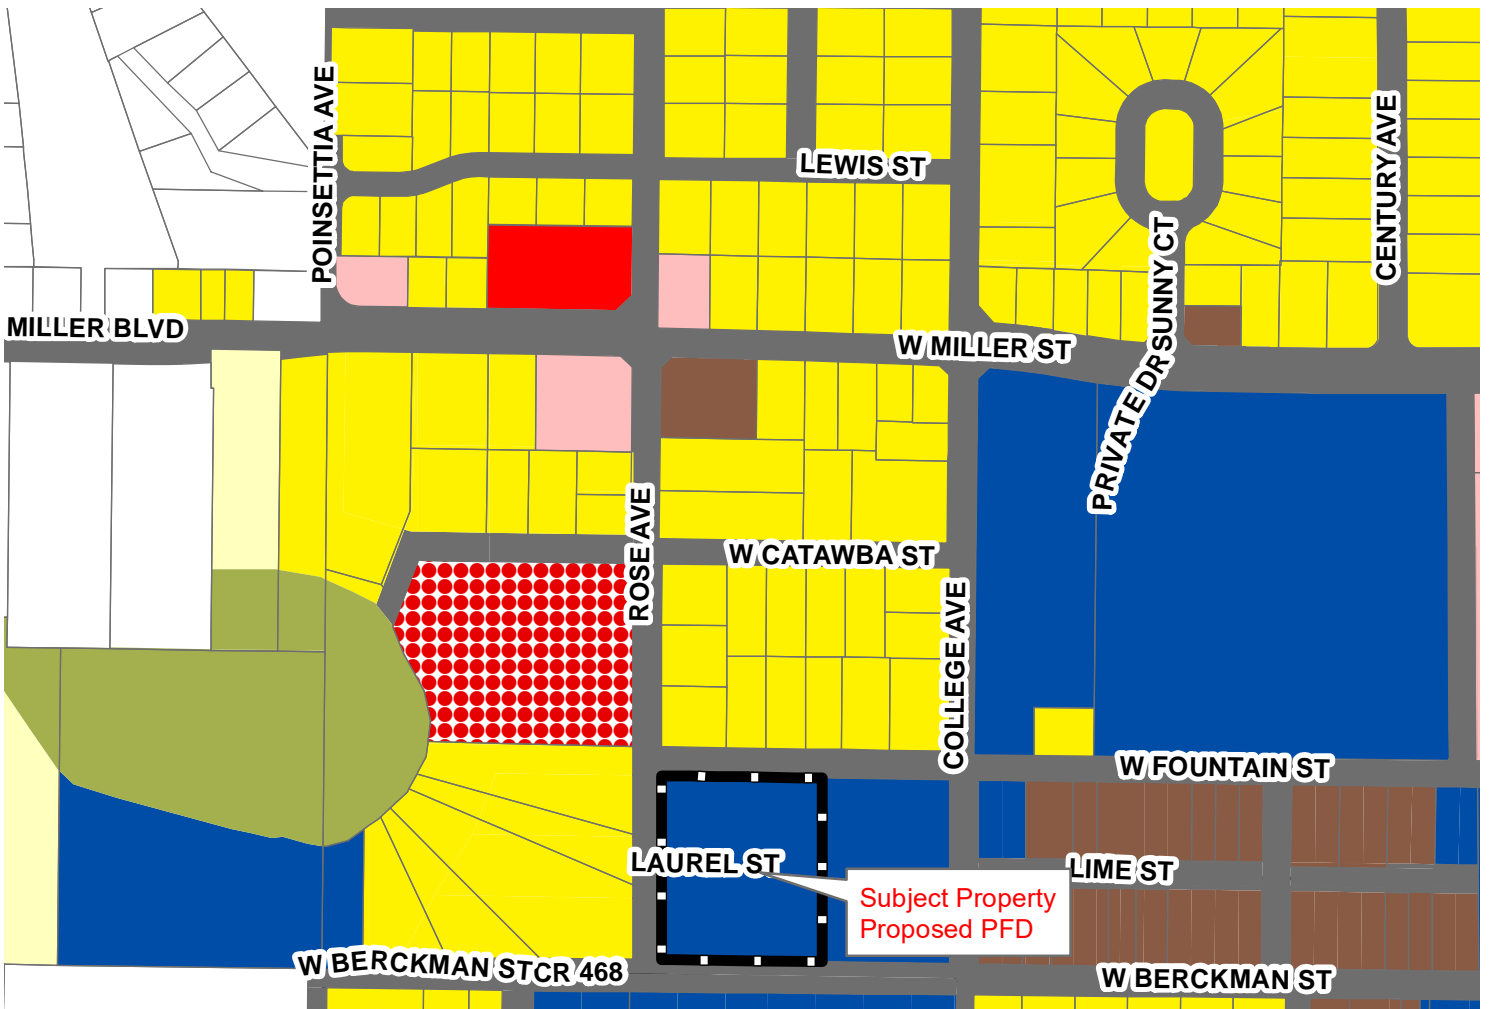 POINSETTIA AVE
LEWIS ST
CENTURY AVE
SUNNY CT
MILLER BLVD
W MILLER ST
PRIVATE DR
ROSE AVE
W CATAWBA ST
COLLEGE AVE
W FOUNTAIN ST
LAUREL ST
LIME ST
Subject Property
Proposed PFD
W BERCKMAN ST
CR 468
W BERCKMAN ST